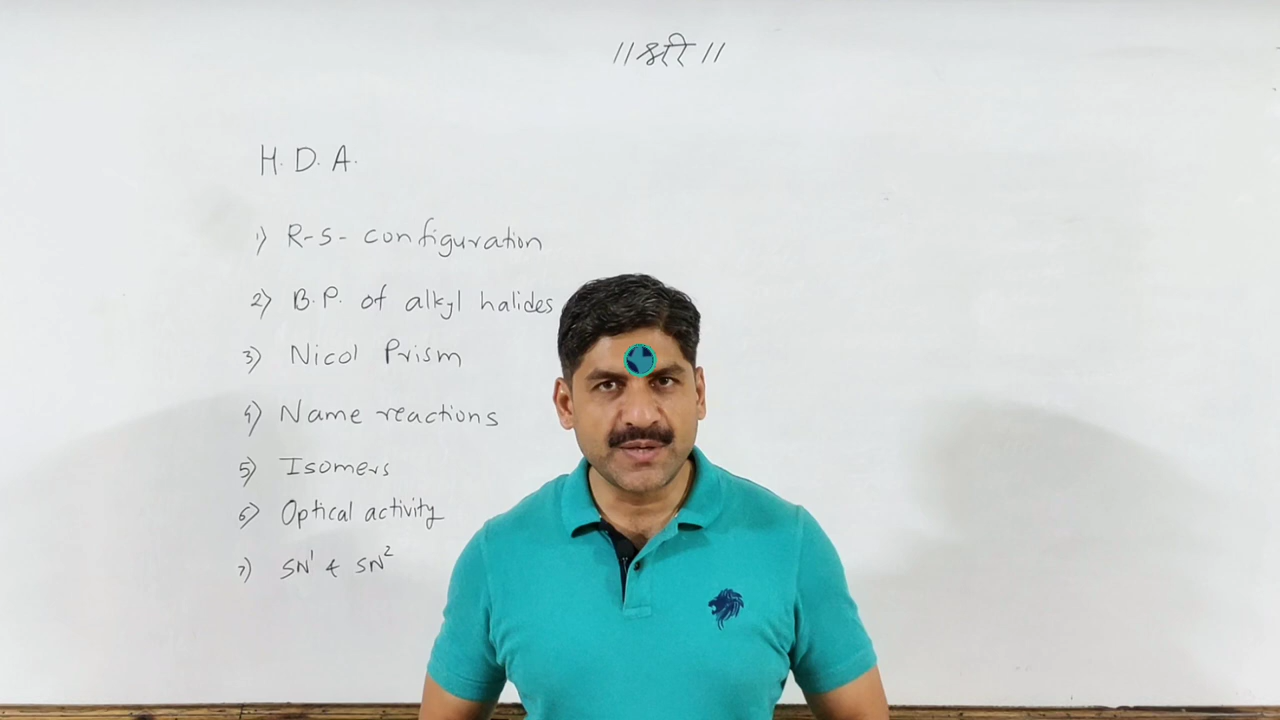 ॥ श्री ॥
H. D. A.
1) R-S- configuration
2) B.P. of alkyl halides
3) Nicol Prism
4) Name reactions
5) Isomers
6) Optical activity
7) SN¹ & SN²